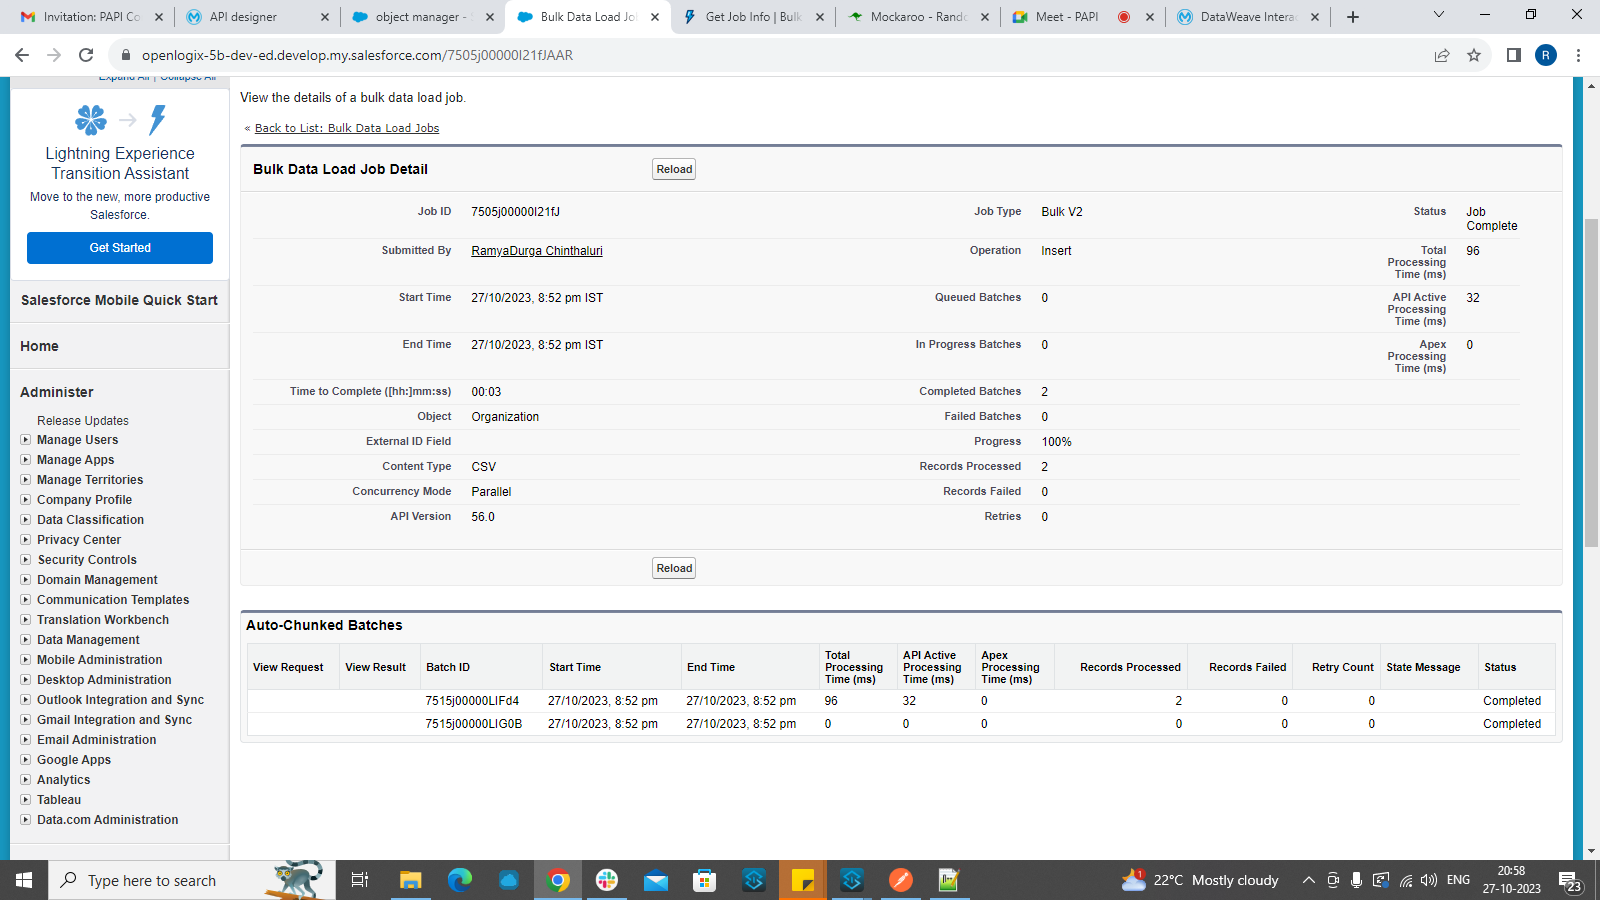 Invitation: PAPI Co
API designer
object manager - S
Bulk Data Load Jo
Get Job Info | Bulk
Mockaroo - Rando
Meet - PAPI
DataWeave Interac
openlogix-5b-dev-ed.develop.my.salesforce.com/7505j00000I21fJAAR
R
Expand All | Collapse All
Lightning Experience
Transition Assistant
Move to the new, more productive
Salesforce.
Get Started
Salesforce Mobile Quick Start
Home
Administer
Release Updates
Manage Users
Manage Apps
Manage Territories
Company Profile
Data Classification
Privacy Center
Security Controls
Domain Management
Communication Templates
Translation Workbench
Data Management
Mobile Administration
Desktop Administration
Outlook Integration and Sync
Gmail Integration and Sync
Email Administration
Google Apps
Analytics
Tableau
Data.com Administration
View the details of a bulk data load job.
« Back to List: Bulk Data Load Jobs
Bulk Data Load Job Detail Reload
Job ID 7505j00000I21fJ Job Type Bulk V2 Status Job Complete
Submitted By RamyaDurga Chinthaluri Operation Insert Total Processing Time (ms) 96
Start Time 27/10/2023, 8:52 pm IST Queued Batches 0 API Active Processing Time (ms) 32
End Time 27/10/2023, 8:52 pm IST In Progress Batches 0 Apex Processing Time (ms) 0
Time to Complete ([hh:]mm:ss) 00:03 Completed Batches 2
Object Organization Failed Batches 0
External ID Field Progress 100%
Content Type CSV Records Processed 2
Concurrency Mode Parallel Records Failed 0
API Version 56.0 Retries 0
Reload
Auto-Chunked Batches
View Request View Result Batch ID Start Time End Time Total Processing Time (ms) API Active Processing Time (ms) Apex Processing Time (ms) Records Processed Records Failed Retry Count State Message Status
7515j00000LIFd4 27/10/2023, 8:52 pm 27/10/2023, 8:52 pm 96 32 0 2 0 0 Completed
7515j00000LIG0B 27/10/2023, 8:52 pm 27/10/2023, 8:52 pm 0 0 0 0 0 0 Completed
Type here to search
22°C Mostly cloudy
ENG
20:58
27-10-2023
23